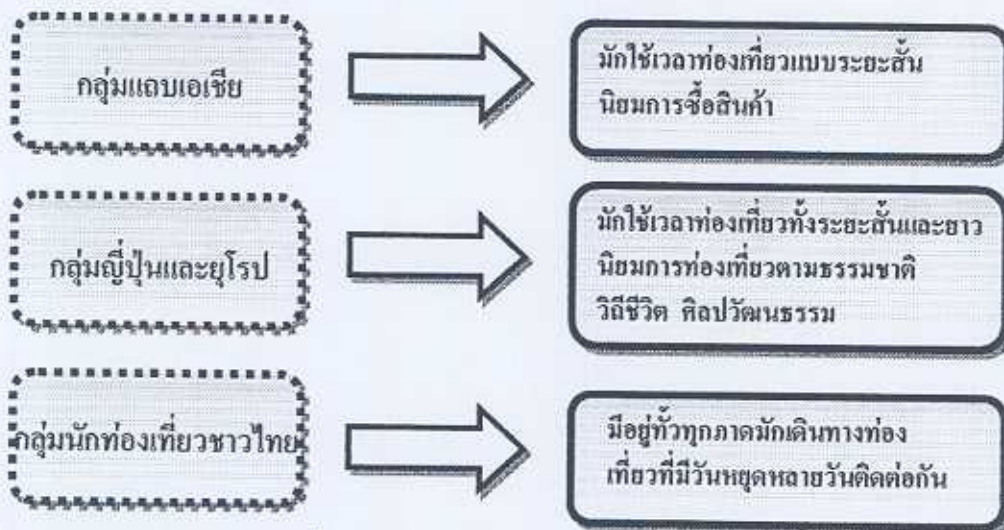 กลุ่มแถบเอเชีย
มักใช้เวลาท่องเที่ยวแบบระยะสั้น
นิยมการซื้อสินค้า
กลุ่มญี่ปุ่นและยุโรป
มักใช้เวลาท่องเที่ยวทั้งระยะสั้นและยาว
นิยมการท่องเที่ยวตามธรรมชาติ
วิถีชีวิต ศิลปวัฒนธรรม
กลุ่มนักท่องเที่ยวชาวไทย
มีอยู่ทั้วทุกภาคมักเดินทางท่อง
เที่ยวที่มีวันหยุดหลายวันติดต่อกัน